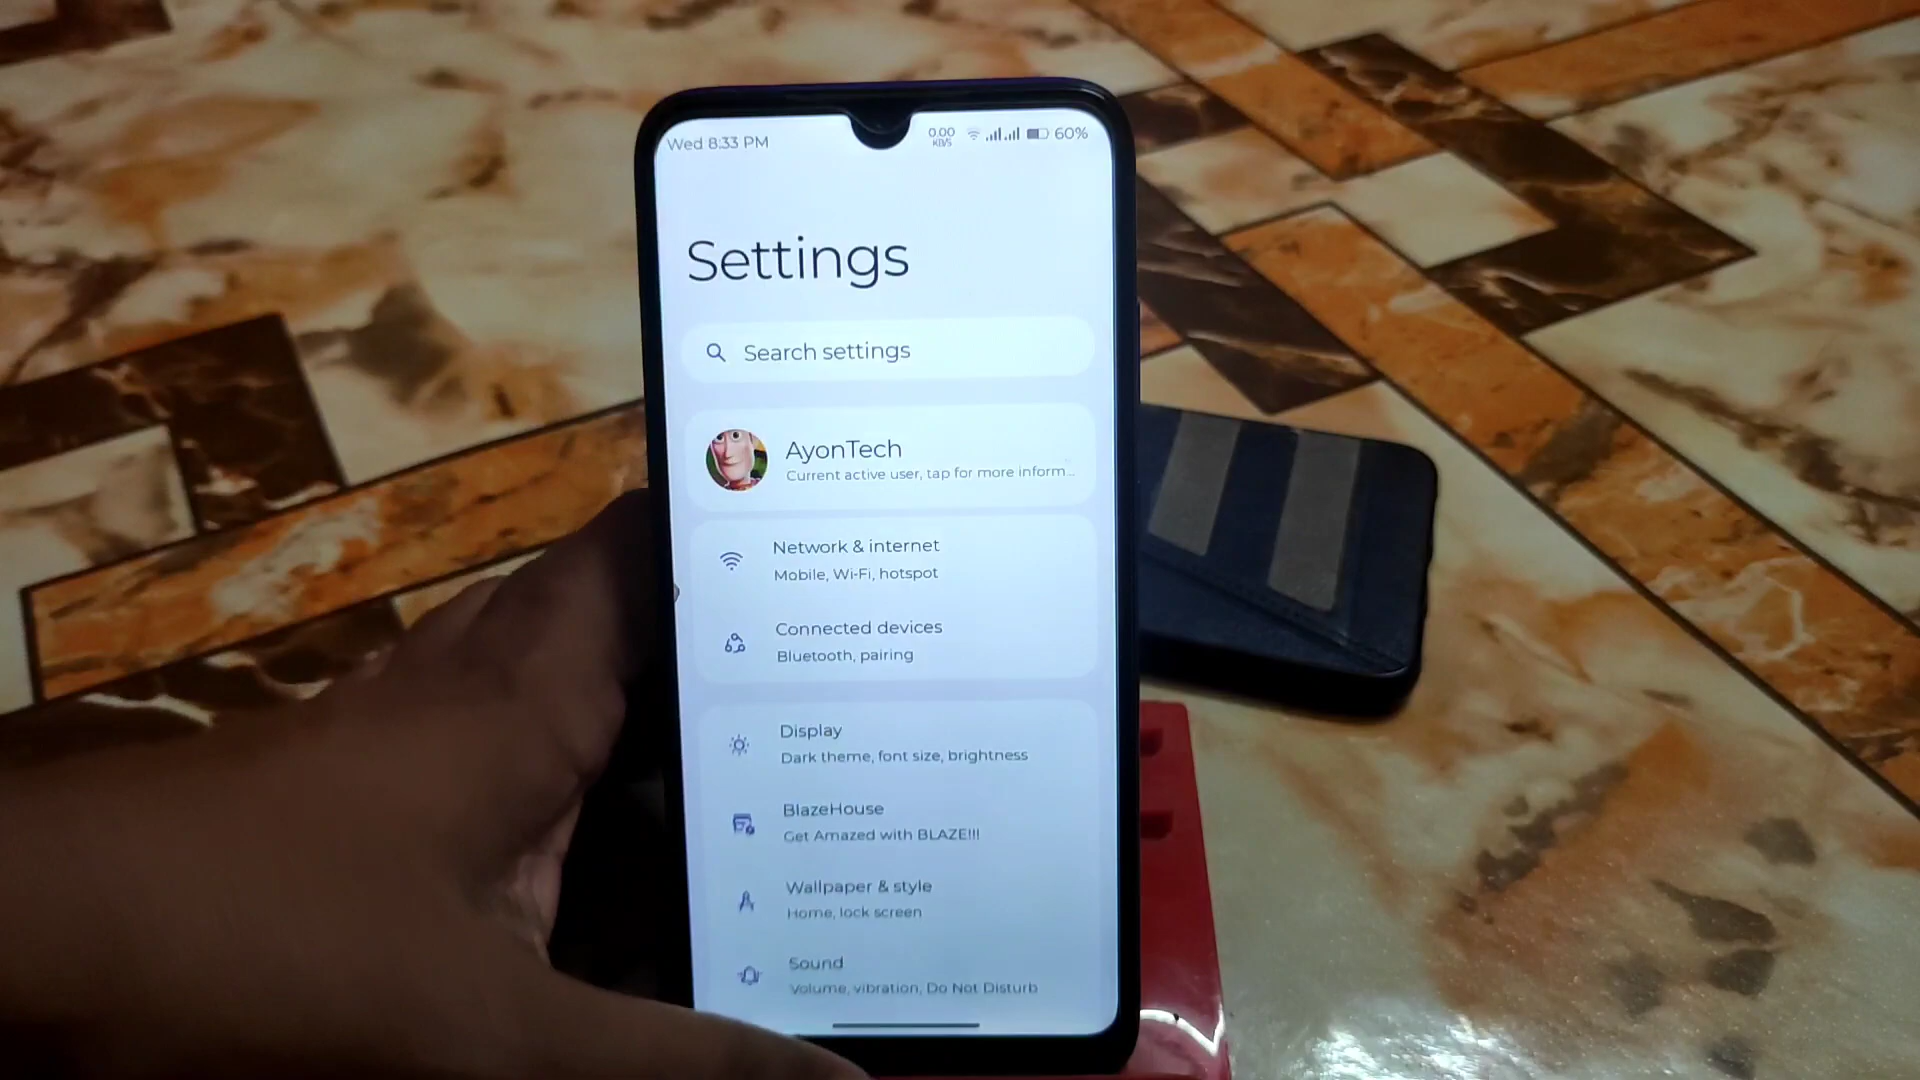 Wed 8:33 PM
0.00
KB/S
60%
Settings
Search settings
AyonTech
Current active user, tap for more inform...
Network & internet
Mobile, Wi-Fi, hotspot
Connected devices
Bluetooth, pairing
Display
Dark theme, font size, brightness
BlazeHouse
Get Amazed with BLAZE!!!
Wallpaper & style
Home, lock screen
Sound
Volume, vibration, Do Not Disturb